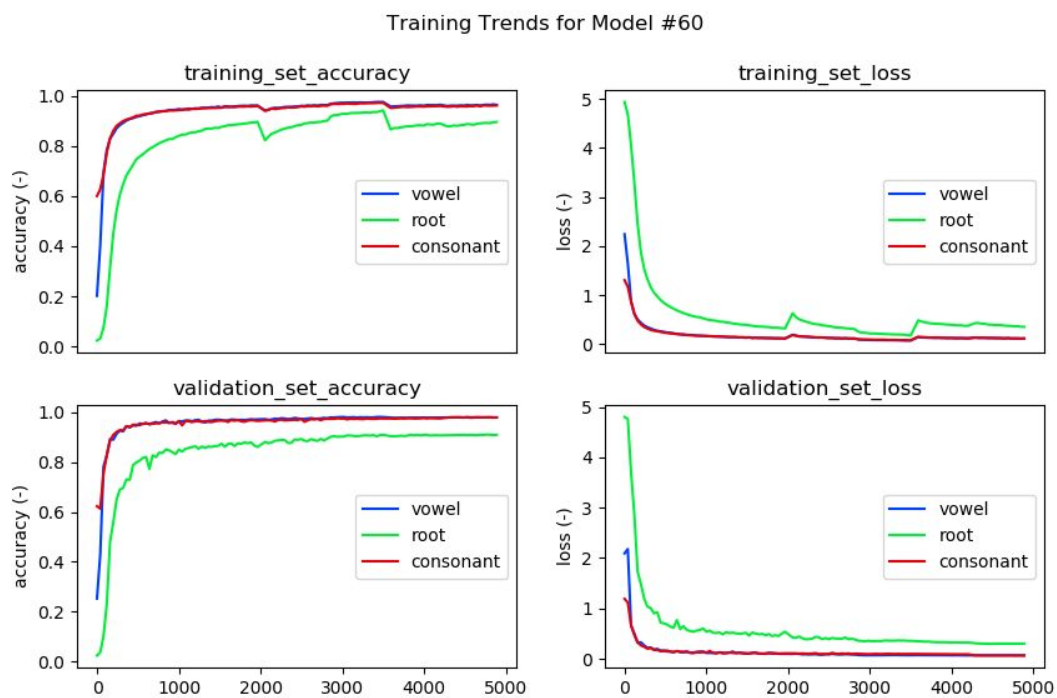 Training Trends for Model #60
training_set_accuracy
1.0
0.8
0.6
0.4
0.2
0.0
accuracy (-)
vowel
root
consonant
training_set_loss
5
4
3
2
1
0
loss (-)
vowel
root
consonant
validation_set_accuracy
1.0
0.8
0.6
0.4
0.2
0.0
accuracy (-)
vowel
root
consonant
0 1000 2000 3000 4000 5000
validation_set_loss
5
4
3
2
1
0
loss (-)
vowel
root
consonant
0 1000 2000 3000 4000 5000